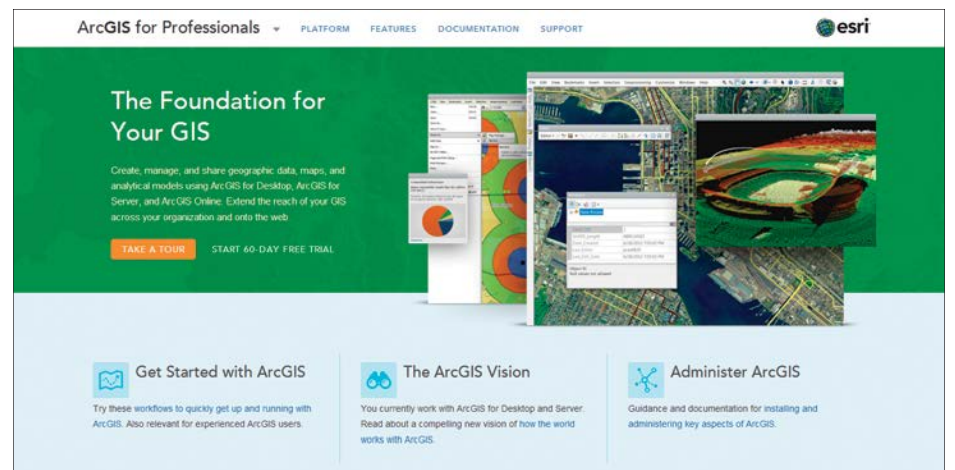 ArcGIS for Professionals
PLATFORM
FEATURES
DOCUMENTATION
SUPPORT
esri
The Foundation for
Your GIS
Create, manage, and share geographic data, maps, and
analytical models using ArcGIS for Desktop, ArcGIS for
Server, and ArcGIS Online. Extend the reach of your GIS
across your organization and onto the web
TAKE A TOUR
START 60-DAY FREE TRIAL
Get Started with ArcGIS
Try these workflows to quickly get up and running with
ArcGIS. Also relevant for experienced ArcGIS users.
The ArcGIS Vision
You currently work with ArcGIS for Desktop and Server.
Read about a compelling new vision of how the world
works with ArcGIS.
Administer ArcGIS
Guidance and documentation for installing and
administering key aspects of ArcGIS.